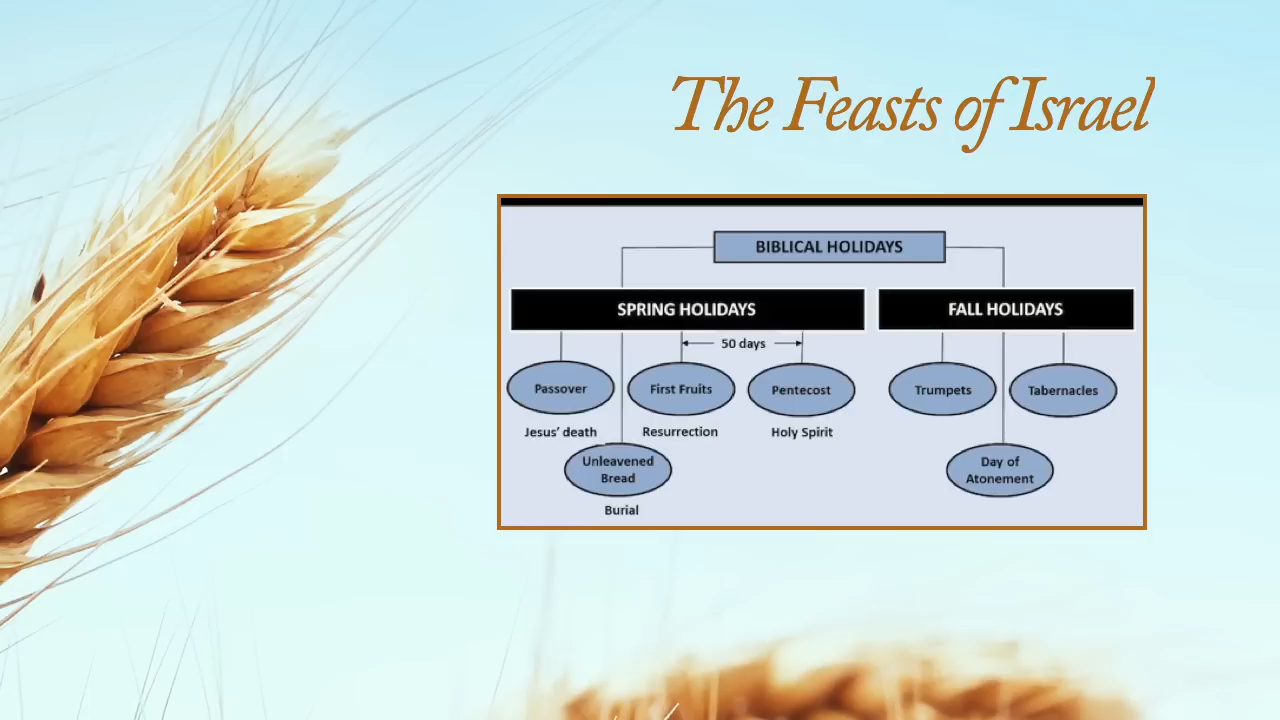 The Feasts of Israel
BIBLICAL HOLIDAYS
SPRING HOLIDAYS
FALL HOLIDAYS
50 days
Passover
First Fruits
Pentecost
Trumpets
Tabernacles
Jesus' death
Resurrection
Holy Spirit
Unleavened
Bread
Day of
Atonement
Burial